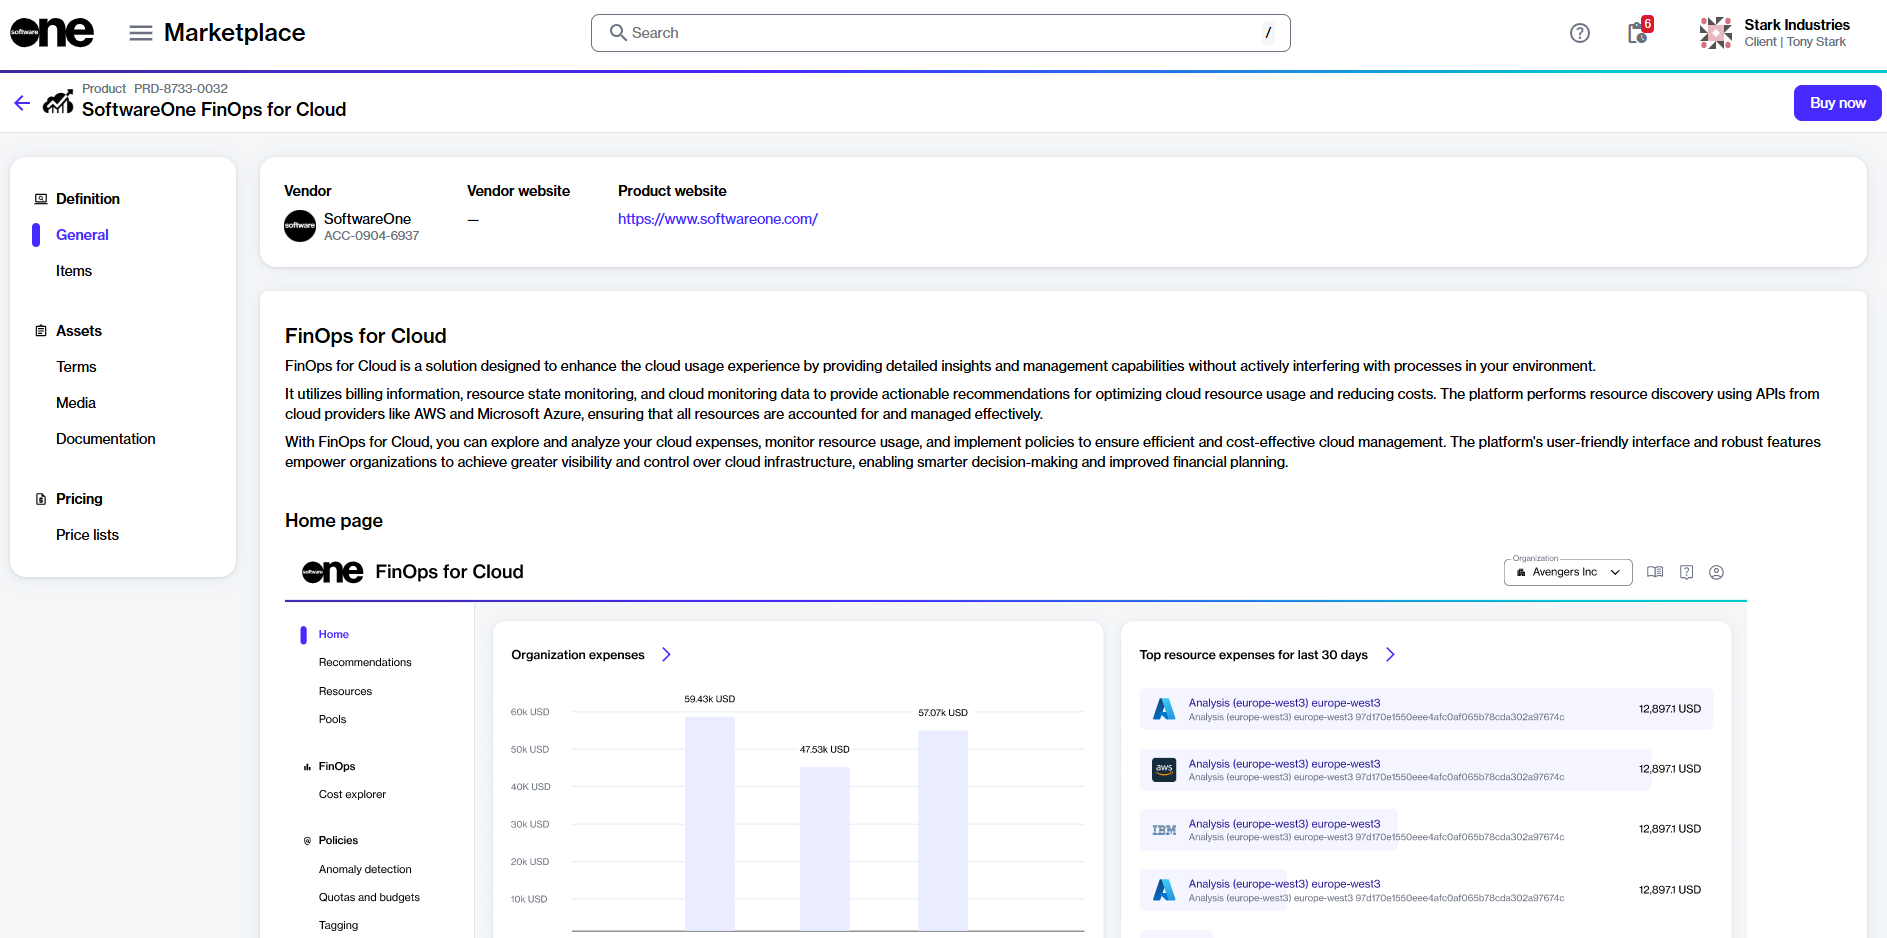 software one
Marketplace
Search
/
6
Stark Industries
Client | Tony Stark
Product PRD-8733-0032
SoftwareOne FinOps for Cloud
Buy now
Definition
General
Items
Assets
Terms
Media
Documentation
Pricing
Price lists
Vendor
software
SoftwareOne
ACC-0904-6937
Vendor website
—
Product website
https://www.softwareone.com/
FinOps for Cloud
FinOps for Cloud is a solution designed to enhance the cloud usage experience by providing detailed insights and management capabilities without actively interfering with processes in your environment.
It utilizes billing information, resource state monitoring, and cloud monitoring data to provide actionable recommendations for optimizing cloud resource usage and reducing costs. The platform performs resource discovery using APIs from
cloud providers like AWS and Microsoft Azure, ensuring that all resources are accounted for and managed effectively.
With FinOps for Cloud, you can explore and analyze your cloud expenses, monitor resource usage, and implement policies to ensure efficient and cost-effective cloud management. The platform's user-friendly interface and robust features
empower organizations to achieve greater visibility and control over cloud infrastructure, enabling smarter decision-making and improved financial planning.
Home page
software one
FinOps for Cloud
Organization
Avengers Inc
Home
Recommendations
Resources
Pools
FinOps
Cost explorer
Policies
Anomaly detection
Quotas and budgets
Tagging
Organization expenses
59.43k USD
57.07k USD
47.53k USD
60k USD
50k USD
40K USD
30k USD
20k USD
10k USD
Top resource expenses for last 30 days
Analysis (europe-west3) europe-west3
Analysis (europe-west3) europe-west3 97d170e1550eee4afc0af065b78cda302a97674c
12,897.1 USD
aws
Analysis (europe-west3) europe-west3
Analysis (europe-west3) europe-west3 97d170e1550eee4afc0af065b78cda302a97674c
12,897.1 USD
IBM
Analysis (europe-west3) europe-west3
Analysis (europe-west3) europe-west3 97d170e1550eee4afc0af065b78cda302a97674c
12,897.1 USD
Analysis (europe-west3) europe-west3
Analysis (europe-west3) europe-west3 97d170e1550eee4afc0af065b78cda302a97674c
12,897.1 USD